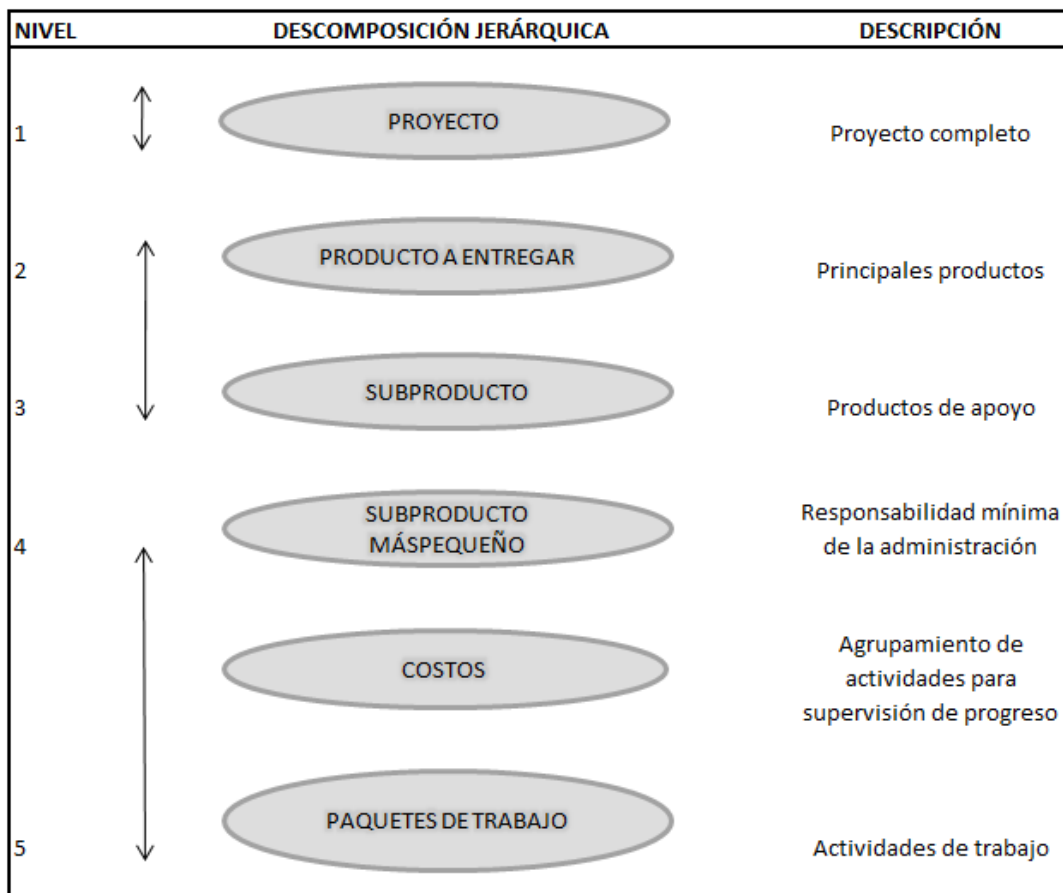 NIVEL DESCOMPOSICIÓN JERÁRQUICA DESCRIPCIÓN
PROYECTO
1 Proyecto completo
PRODUCTO A ENTREGAR
2 Principales productos
SUBPRODUCTO
3 Productos de apoyo
SUBPRODUCTO
MÁSPEQUEÑO
4
Responsabilidad mínima
de la administración
COSTOS
Agrupamiento de
actividades para
supervisión de progreso
PAQUETES DE TRABAJO
5 Actividades de trabajo